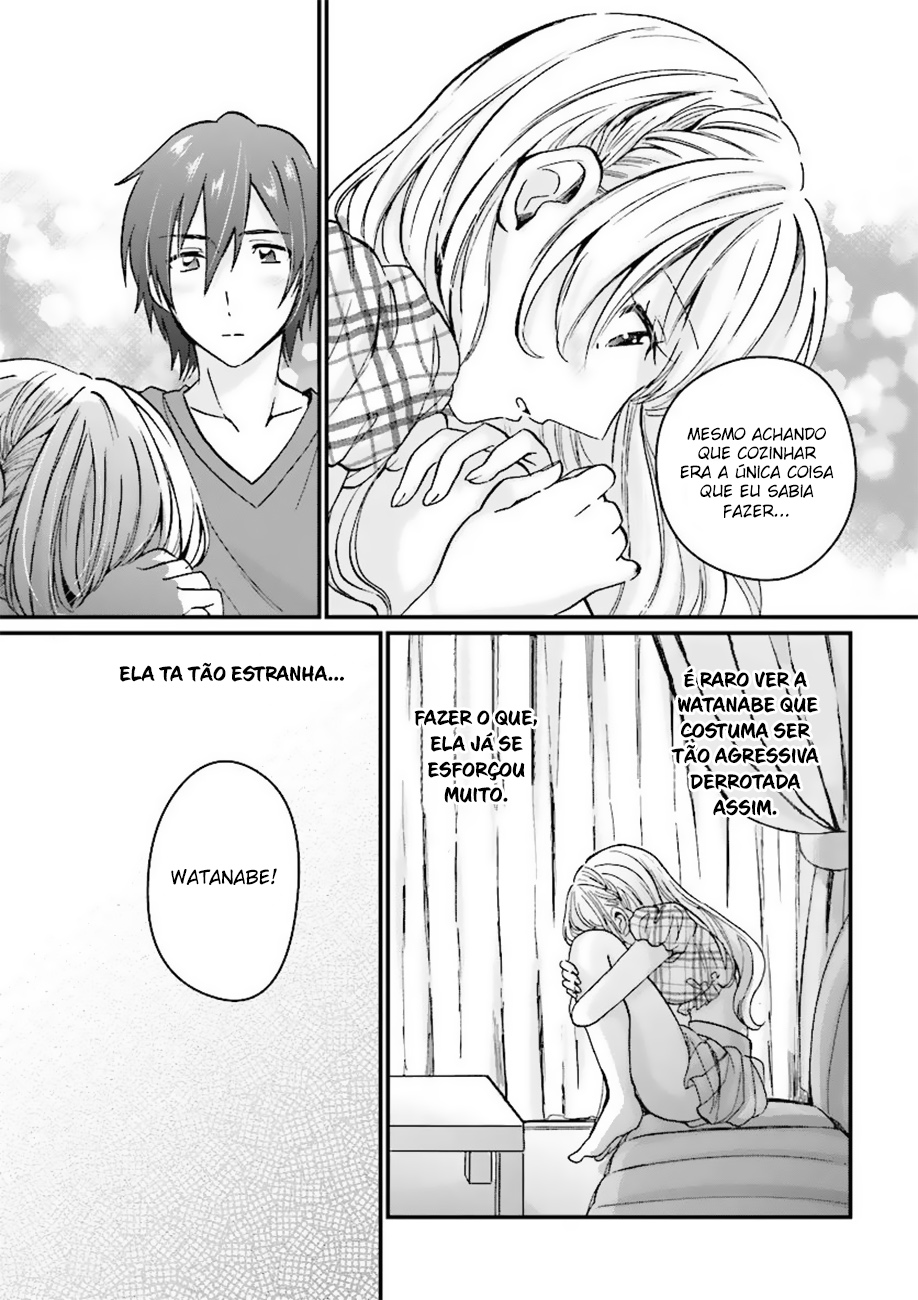 MESMO ACHANDO
QUE COZINHAR
ERA A ÚNICA COISA
QUE EU SABIA
FAZER...
É RARO VER A
WATANABE QUE
COSTUMA SER
TÃO AGRESSIVA
DERROTADA
ASSIM.
FAZER O QUE,
ELA JÁ SE
ESFORÇOU
MUITO.
ELA TA TÃO ESTRANHA...
WATANABE!